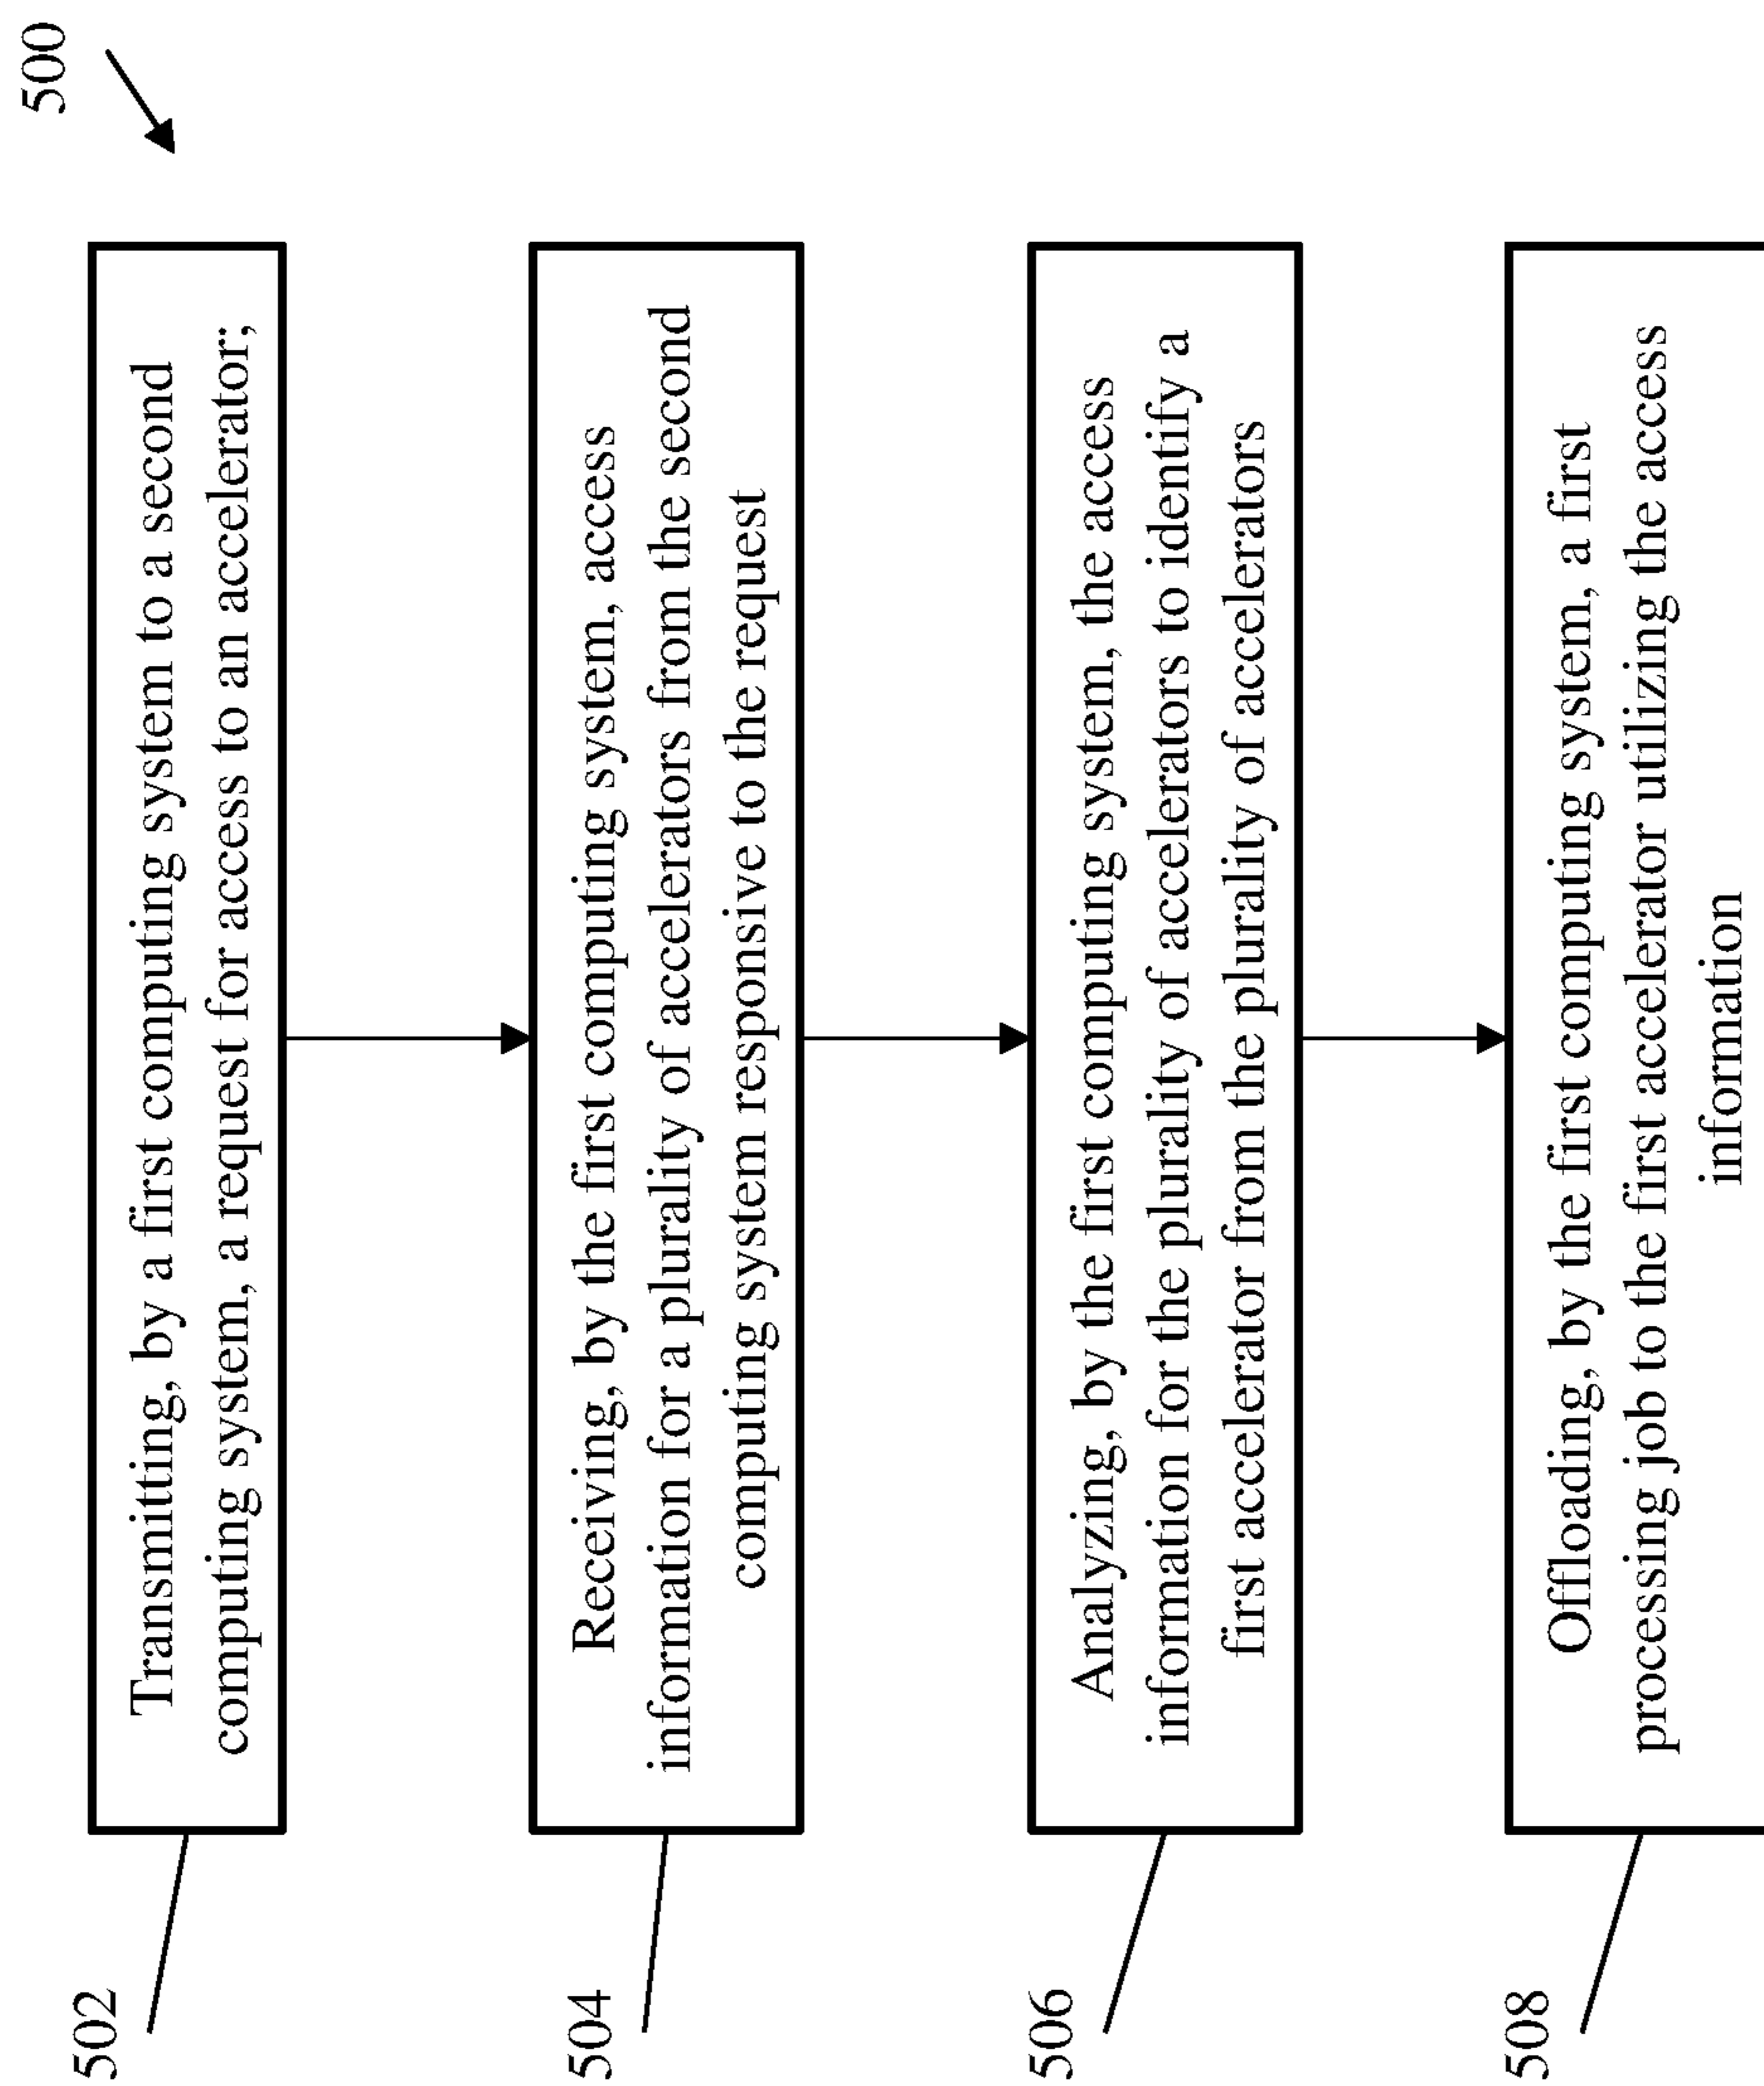 500
502
Transmitting, by a first computing system to a second
computing system, a request for access to an accelerator;
504
Receiving, by the first computing system, access
information for a plurality of accelerators from the second
computing system responsive to the request
506
Analyzing, by the first computing system, the access
information for the plurality of accelerators to identify a
first accelerator from the plurality of accelerators
508
Offloading, by the first computing system, a first
processing job to the first accelerator utilizing the access
information